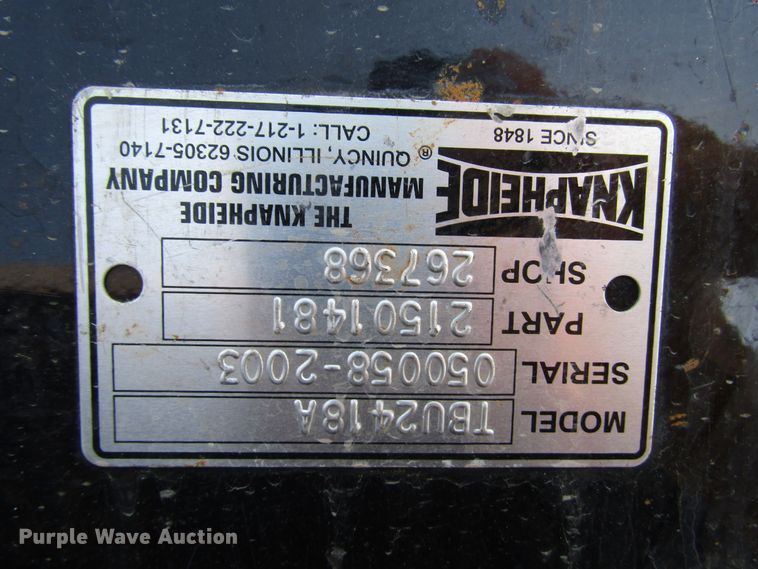 MODEL TBU2418A
SERIAL 050058-2003
PART 21501481
SHOP 267368
KNAPHEIDE ®
SINCE 1848
THE KNAPHEIDE
MANUFACTURING COMPANY
QUINCY, ILLINOIS 62305-7140
CALL: 1-217-222-7131
Purple Wave Auction